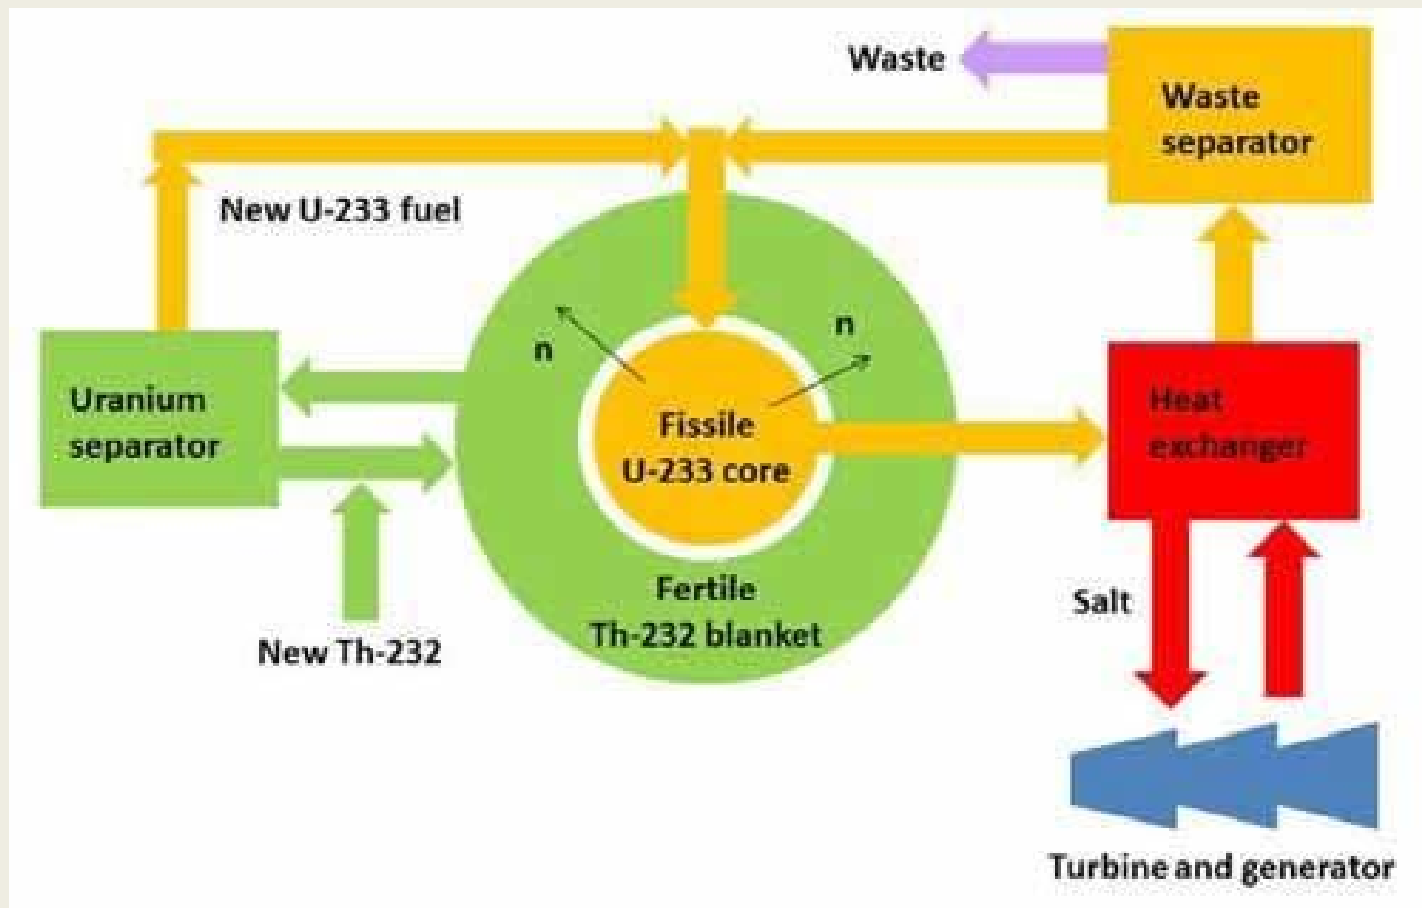 Waste
Waste
separator
New U-233 fuel
n
n
Uranium
separator
Fissile
U-233 core
Heat
exchanger
Fertile
Th-232 blanket
Salt
New Th-232
Turbine and generator